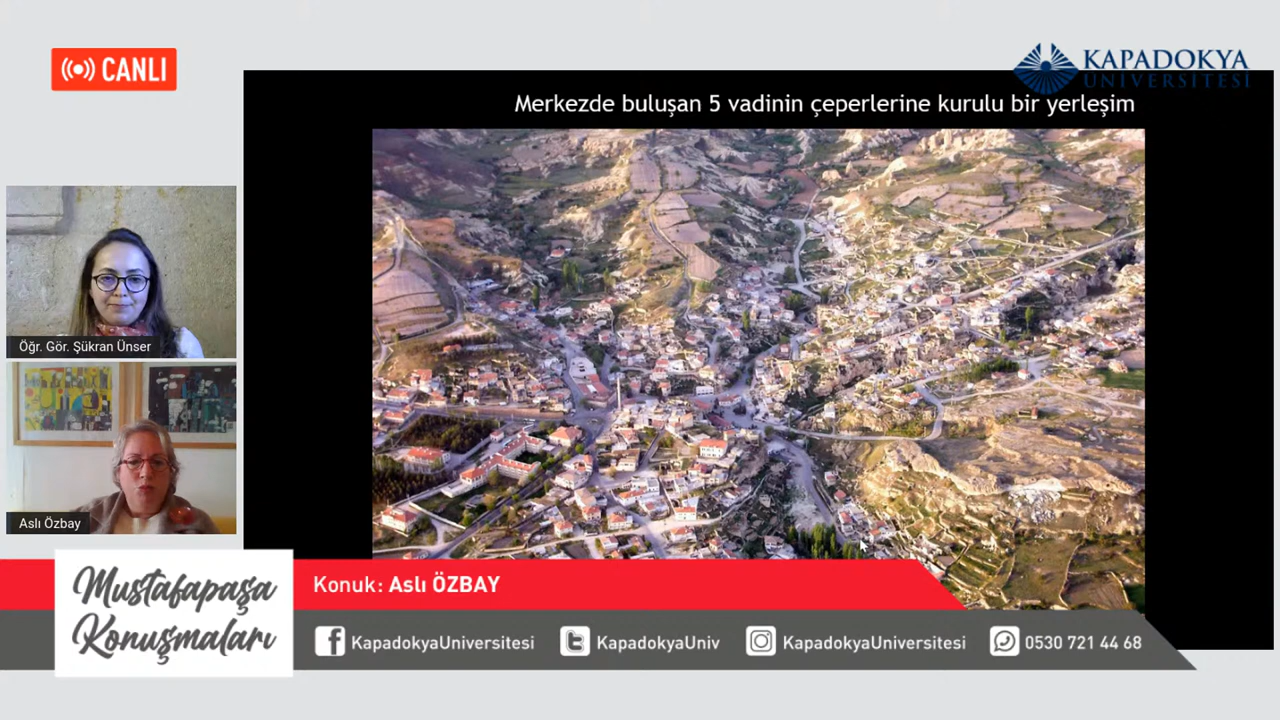 CANLI
KAPADOKYA
ÜNİVERSİTESİ
Merkezde buluşan 5 vadinin çeperlerine kurulu bir yerleşim
Öğr. Gör. Şükran Ünser
Aslı Özbay
Mustafapaşa
Konuşmaları
Konuk: Aslı ÖZBAY
KapadokyaUniversitesi KapadokyaUniv KapadokyaUniversitesi 0530 721 44 68